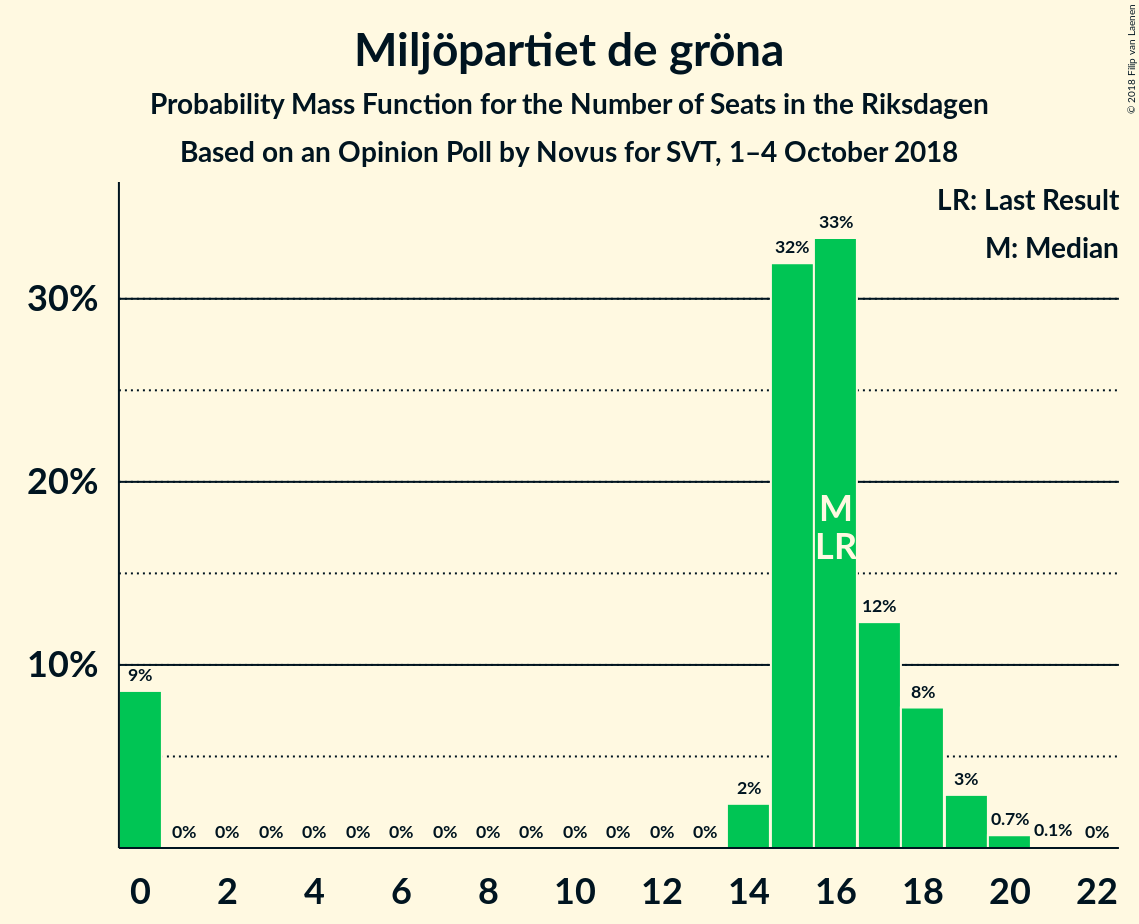 Miljöpartiet de gröna
Probability Mass Function for the Number of Seats in the Riksdagen
Based on an Opinion Poll by Novus for SVT, 1–4 October 2018
© 2018 Filip van Laenen
LR: Last Result
M: Median
30%
20%
10%
9%
0%
0%
0%
0%
0%
0%
0%
0%
0%
0%
0%
0%
0%
2%
32%
33%
12%
8%
3%
0.7%
0.1%
0%
M
LR
0 2 4 6 8 10 12 14 16 18 20 22